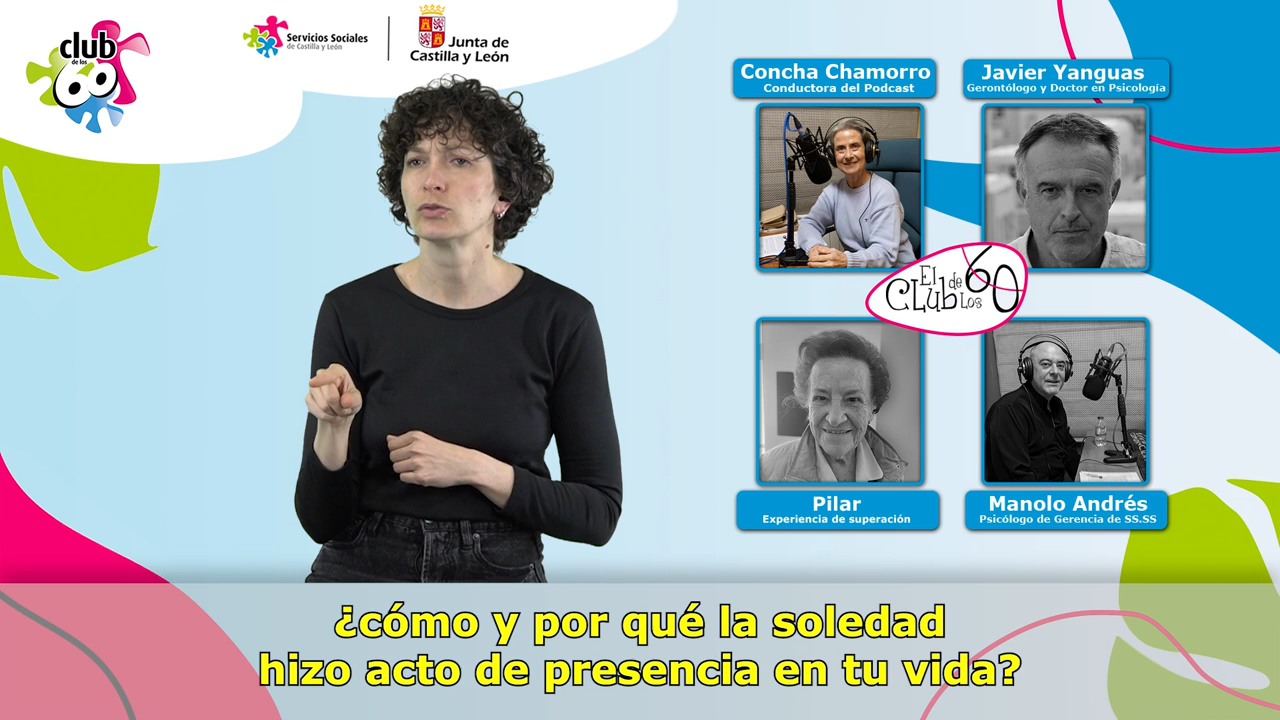 club
de los
60
Servicios Sociales
de Castilla y León
Junta de
Castilla y León
Concha Chamorro
Conductora del Podcast
Javier Yanguas
Gerontólogo y Doctor en Psicología
El
CLub de
Los 60
Pilar
Experiencia de superación
Manolo Andrés
Psicólogo de Gerencia de SS.SS
¿cómo y por qué la soledad
hizo acto de presencia en tu vida?